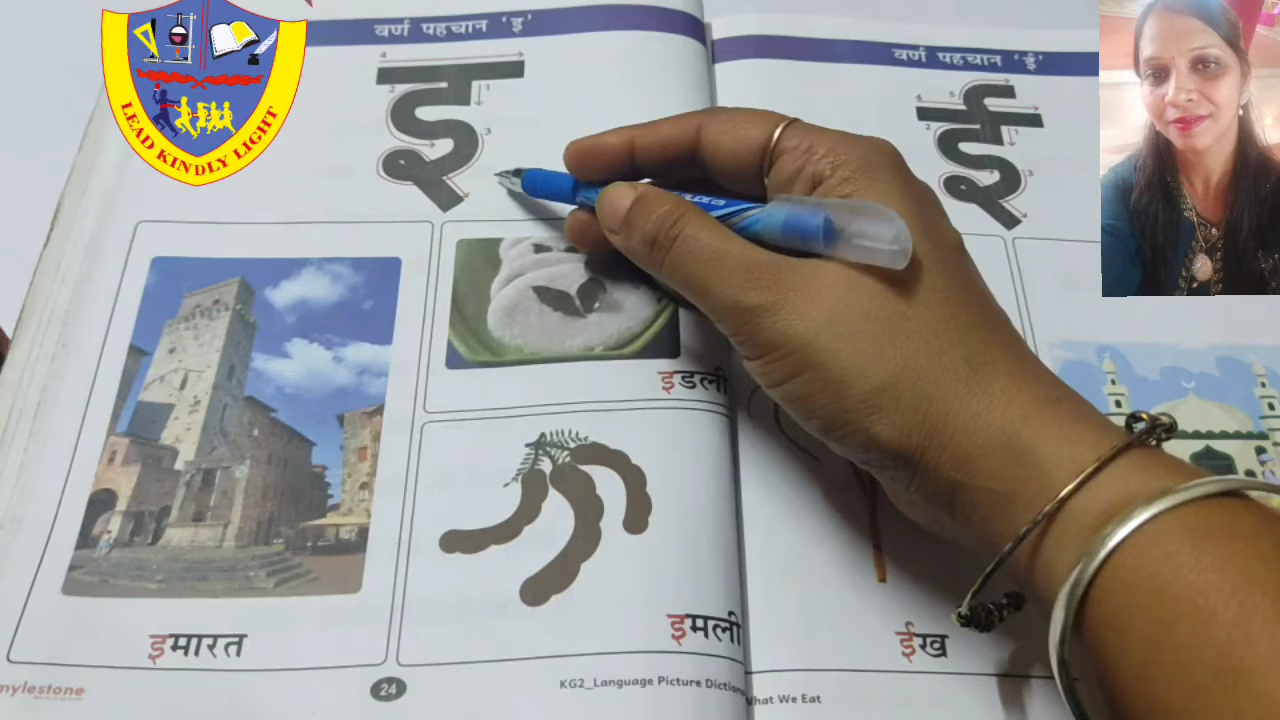 LEAD KINDLY LIGHT
वर्ण पहचान 'इ'
इ
इडली
इमारत
इमली
mylestone
24
KG2_Language Picture
वर्ण पहचान 'ई'
ई
ईख
What We Eat